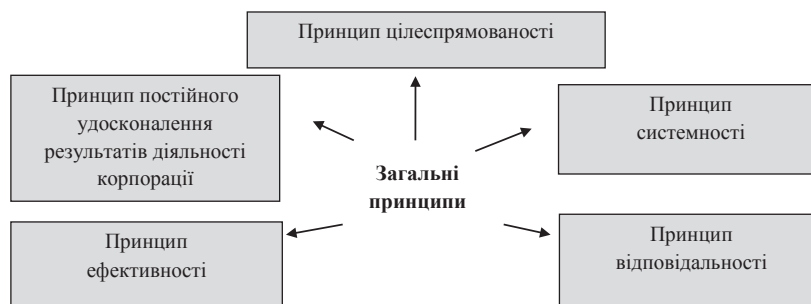 Принцип цілеспрямованості
Принцип постійного
удосконалення
результатів діяльності
корпорації
Принцип
системності
Загальні
принципи
Принцип
ефективності
Принцип
відповідальності